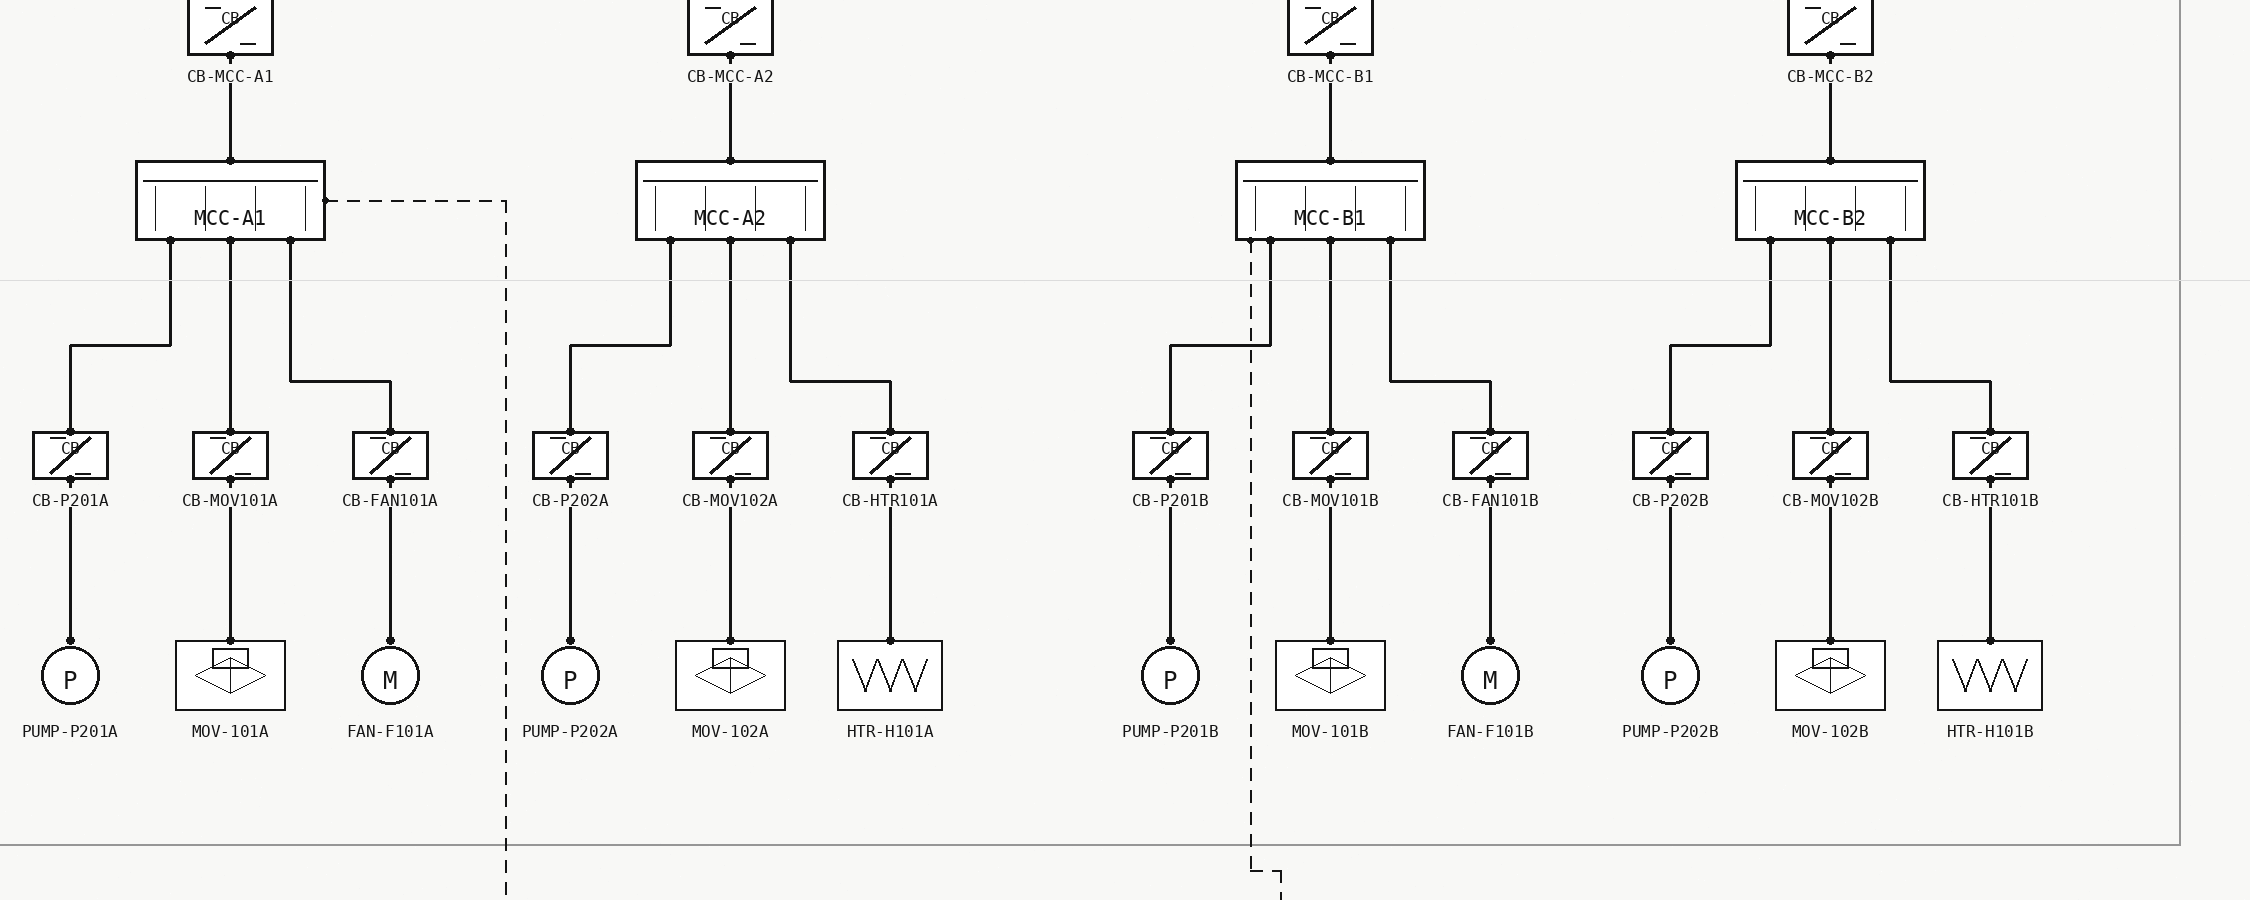 CB CB CB CB
CB-MCC-A1 CB-MCC-A2 CB-MCC-B1 CB-MCC-B2
MCC-A1 MCC-A2 MCC-B1 MCC-B2
CB CB CB CB CB CB CB CB CB CB CB CB
CB-P201A CB-MOV101A CB-FAN101A CB-P202A CB-MOV102A CB-HTR101A CB-P201B CB-MOV101B CB-FAN101B CB-P202B CB-MOV102B CB-HTR101B
P M P P M P
PUMP-P201A MOV-101A FAN-F101A PUMP-P202A MOV-102A HTR-H101A PUMP-P201B MOV-101B FAN-F101B PUMP-P202B MOV-102B HTR-H101B